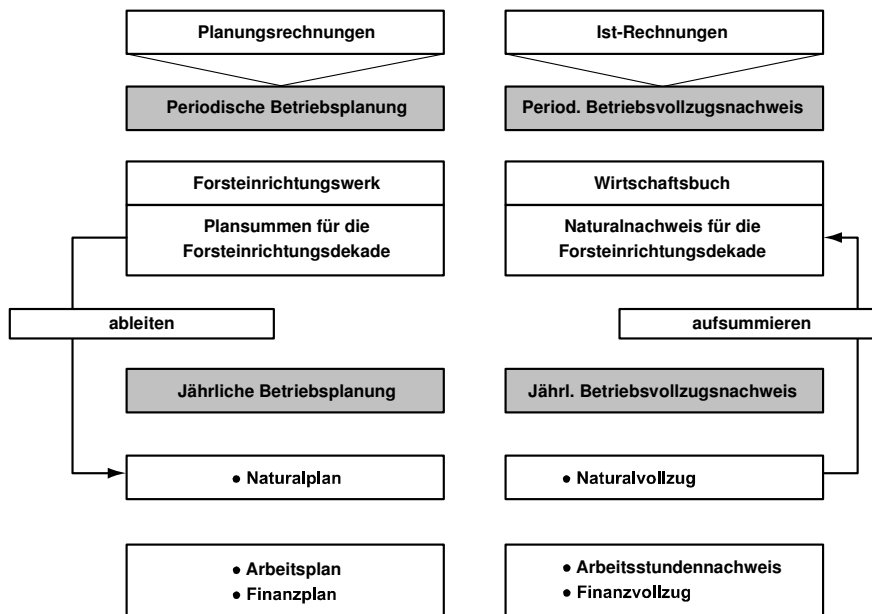 Planungsrechnungen
Ist-Rechnungen
Periodische Betriebsplanung
Period. Betriebsvollzugsnachweis
Forsteinrichtungswerk
Wirtschaftsbuch
Plansummen für die
Forsteinrichtungsdekade
Naturalnachweis für die
Forsteinrichtungsdekade
ableiten
aufsummieren
Jährliche Betriebsplanung
Jährl. Betriebsvollzugsnachweis
• Naturalplan
• Naturalvollzug
• Arbeitsplan
• Finanzplan
• Arbeitsstundennachweis
• Finanzvollzug